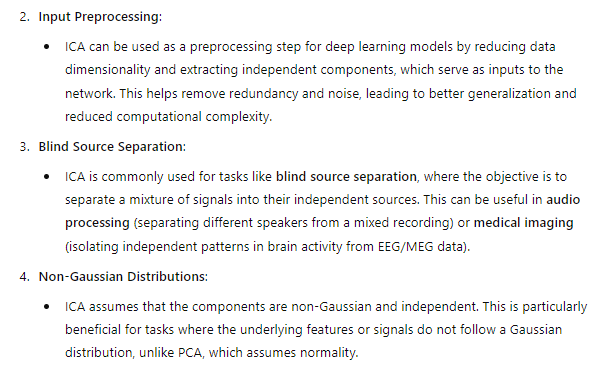 2. Input Preprocessing:
• ICA can be used as a preprocessing step for deep learning models by reducing data
dimensionality and extracting independent components, which serve as inputs to the
network. This helps remove redundancy and noise, leading to better generalization and
reduced computational complexity.
3. Blind Source Separation:
• ICA is commonly used for tasks like blind source separation, where the objective is to
separate a mixture of signals into their independent sources. This can be useful in audio
processing (separating different speakers from a mixed recording) or medical imaging
(isolating independent patterns in brain activity from EEG/MEG data).
4. Non-Gaussian Distributions:
• ICA assumes that the components are non-Gaussian and independent. This is particularly
beneficial for tasks where the underlying features or signals do not follow a Gaussian
distribution, unlike PCA, which assumes normality.